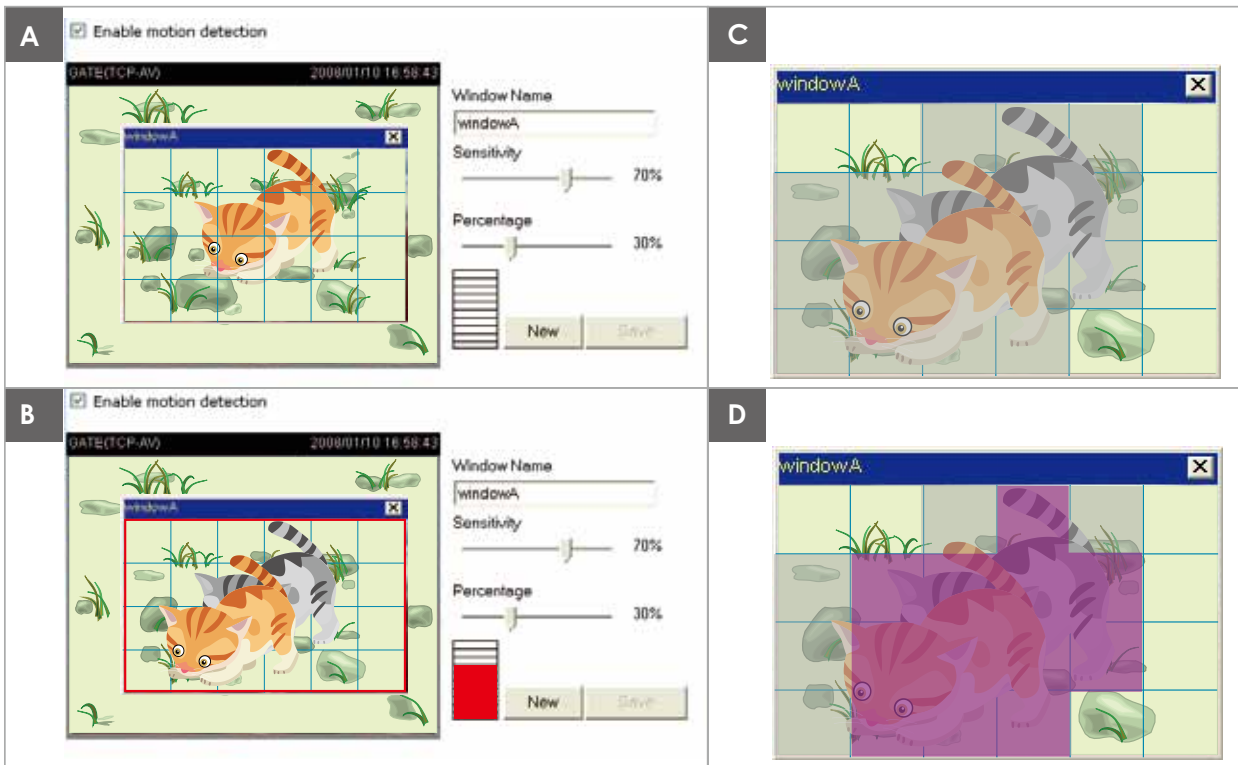 A
Enable motion detection
GATE(TCP-AV) 2008/01/10 16:58:43
windowA
Window Name
windowA
Sensitivity
70%
Percentage
30%
New Save
B
Enable motion detection
GATE(TCP-AV) 2008/01/10 16:58:43
windowA
Window Name
windowA
Sensitivity
70%
Percentage
30%
New Save
C
windowA
D
windowA